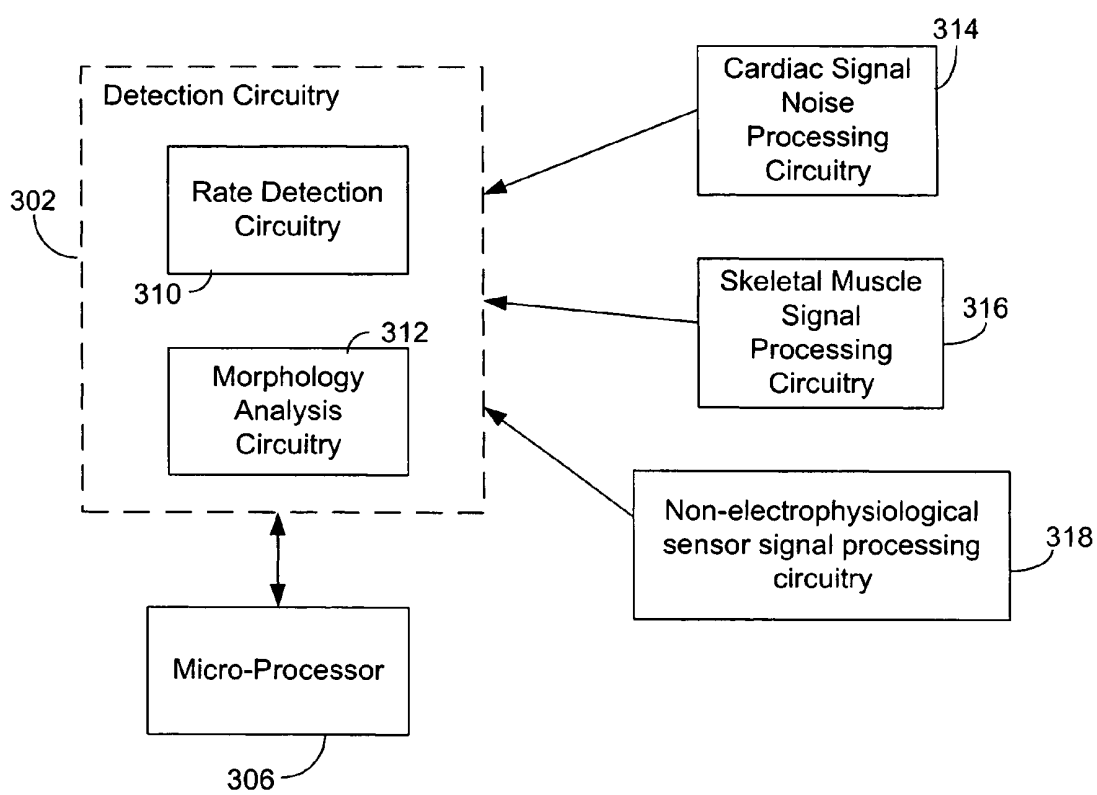 314
Cardiac Signal
Noise
Processing
Circuitry
Detection Circuitry
302
Rate Detection
Circuitry
310
Skeletal Muscle
Signal
Processing
Circuitry
316
312
Morphology
Analysis
Circuitry
Non-electrophysiological
sensor signal processing
circuitry
318
Micro-Processor
306